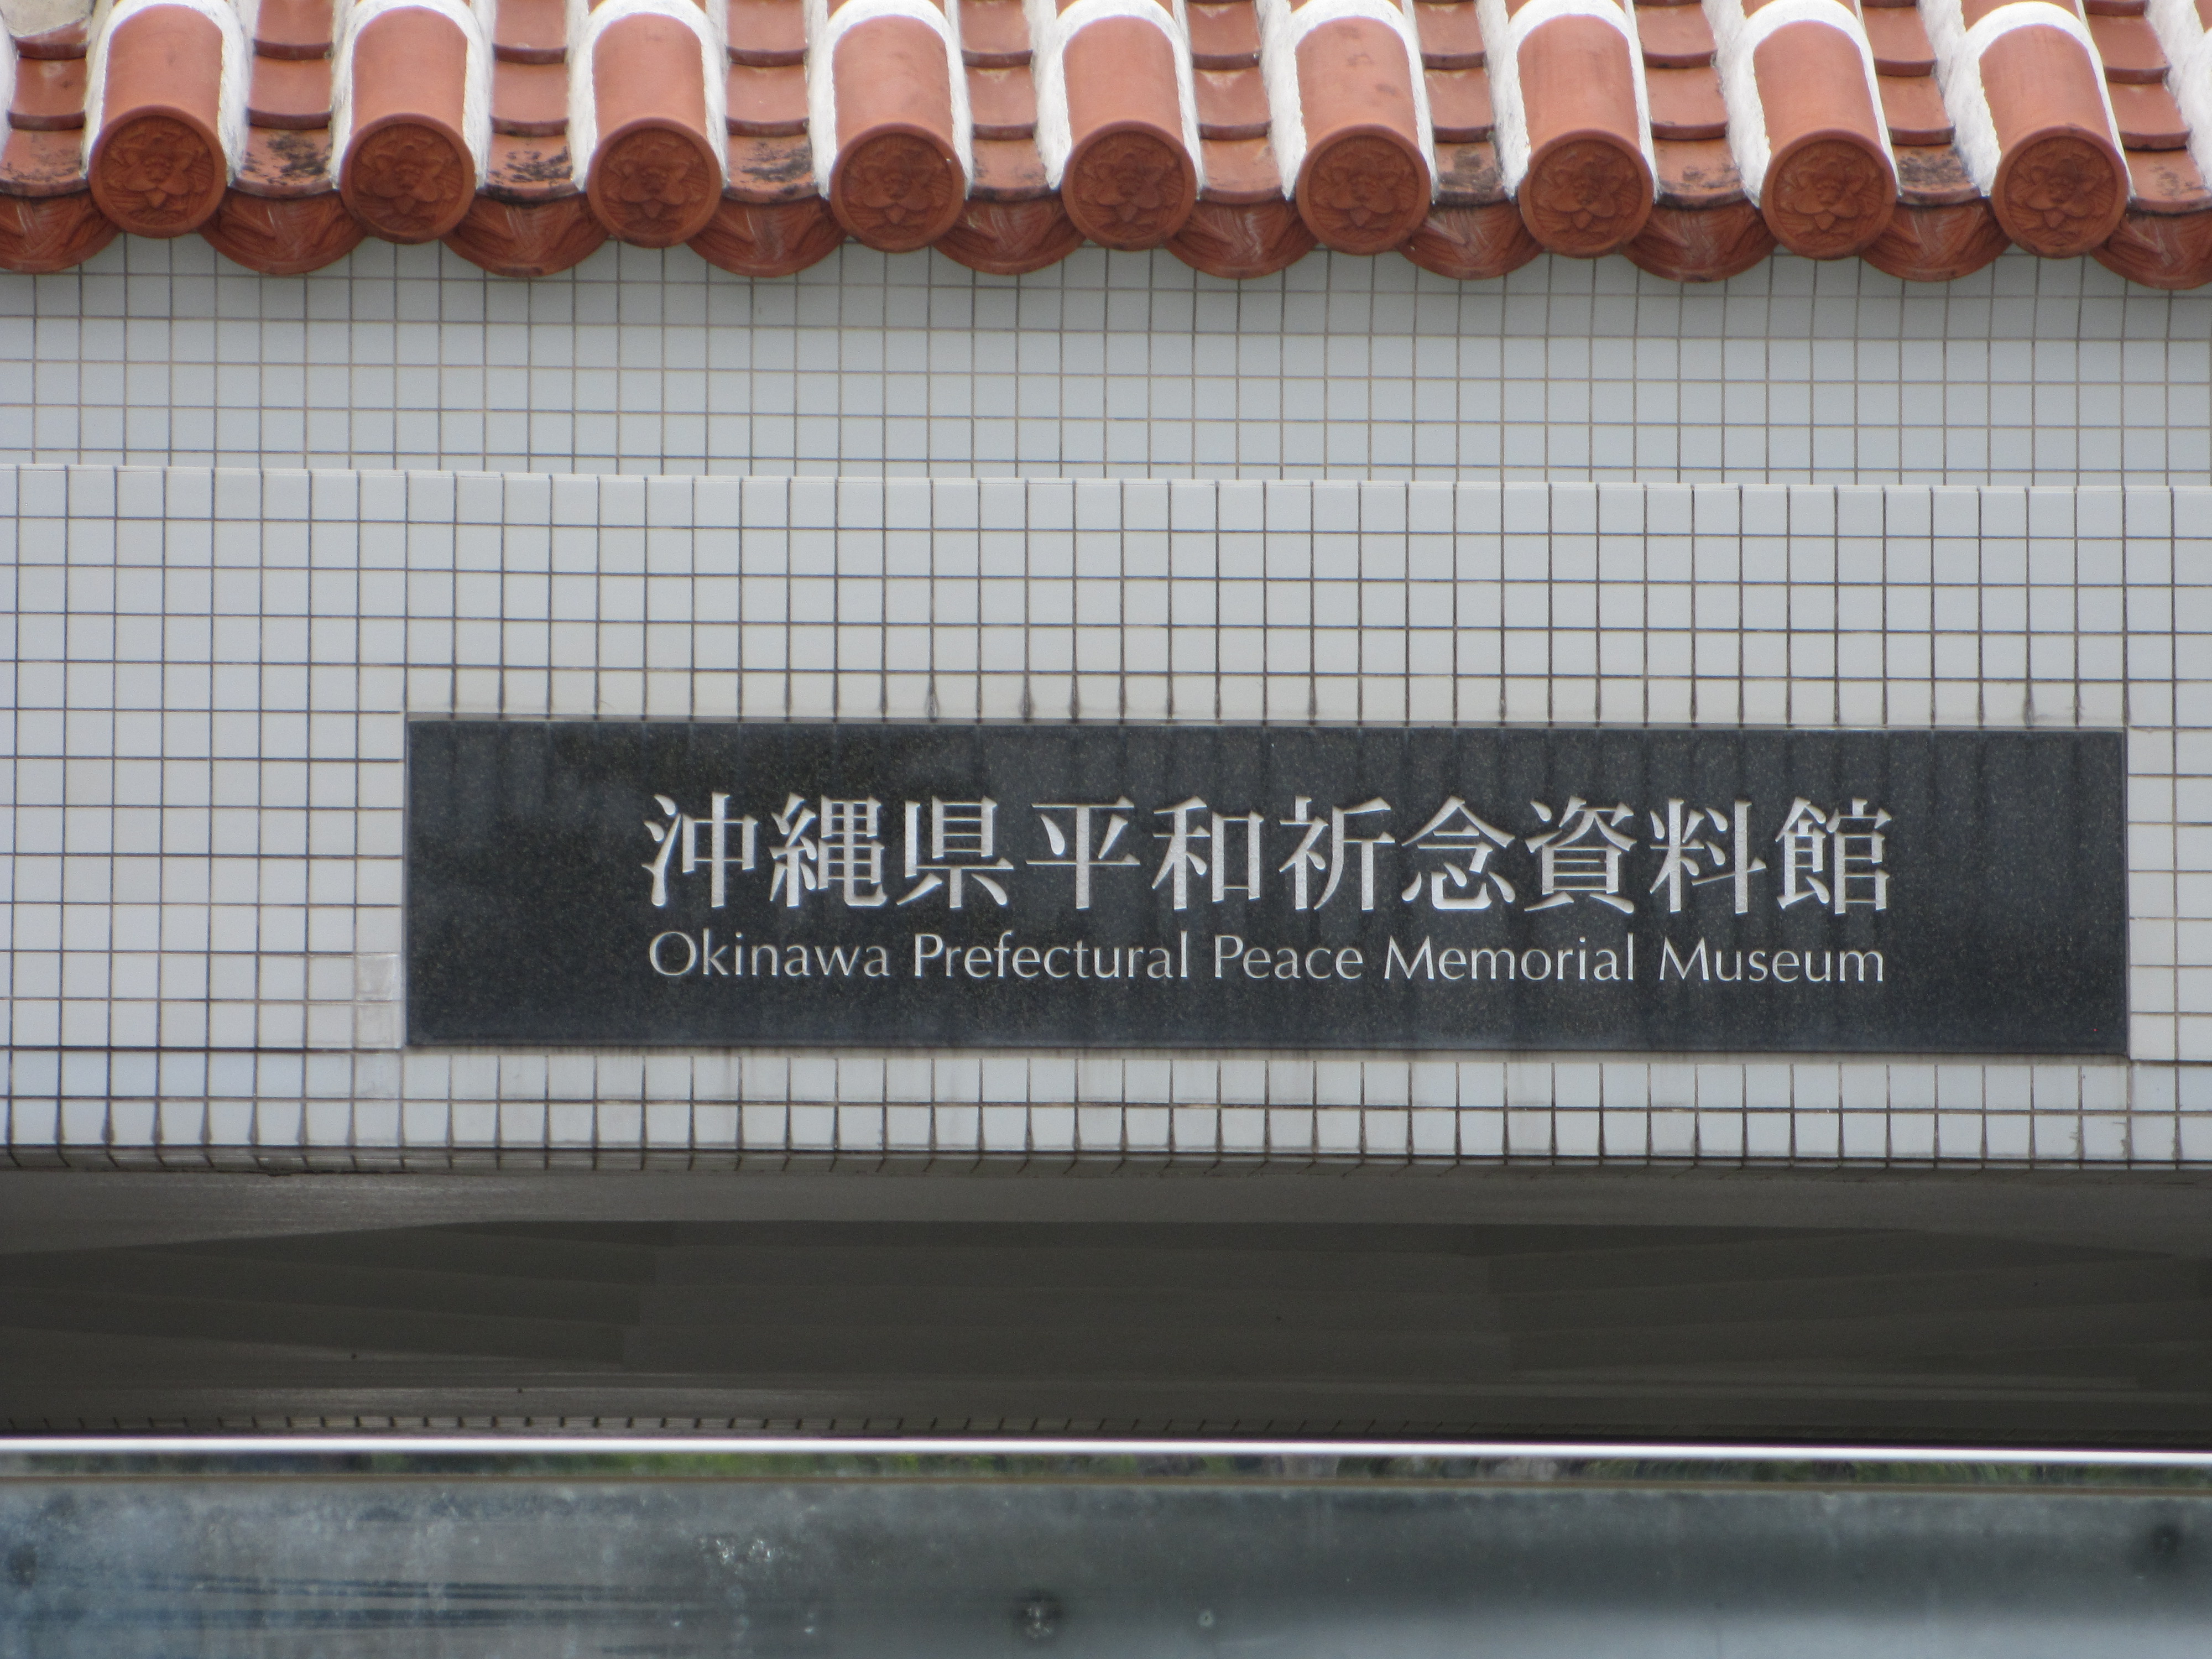 沖縄県平和祈念資料館
Okinawa Prefectural Peace Memorial Museum